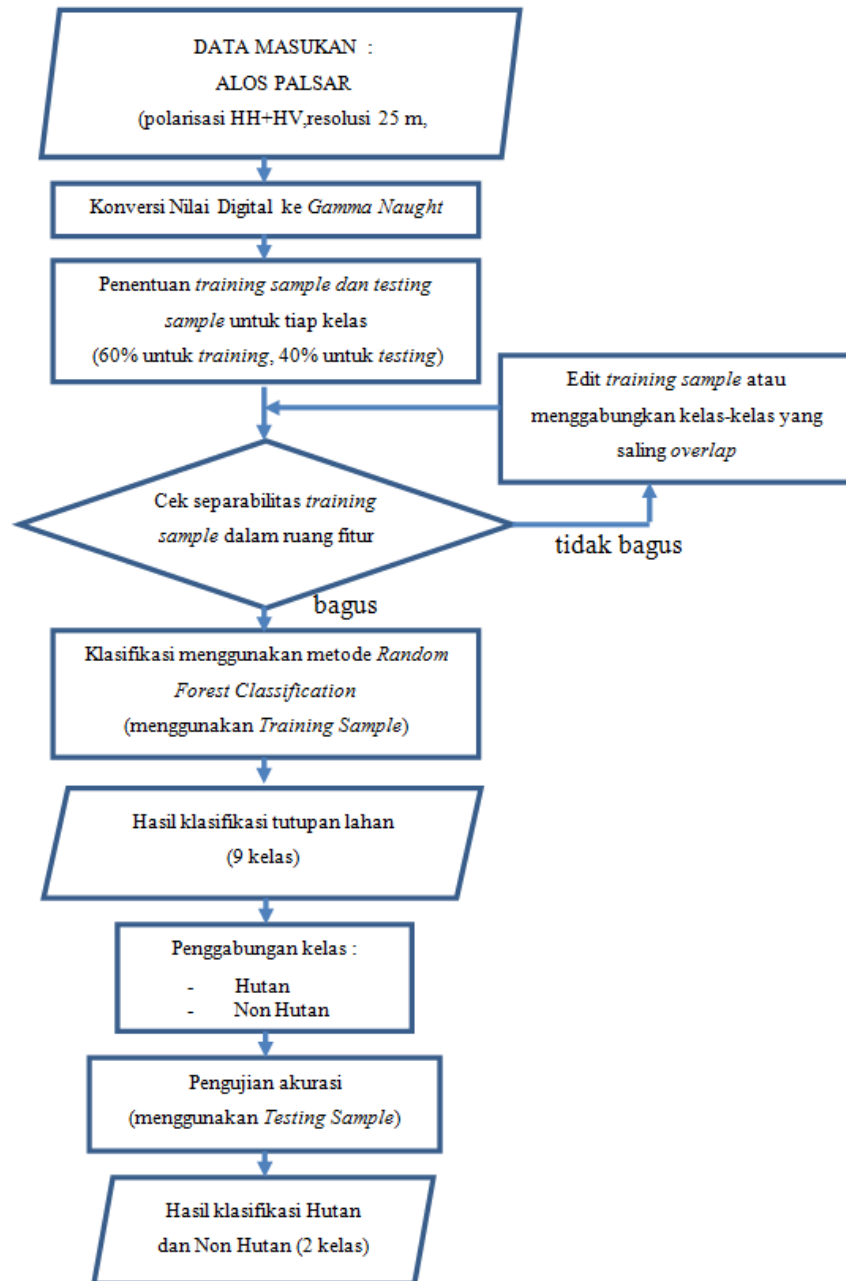 DATA MASUKAN :
ALOS PALSAR
(polarisasi HH+HV,resolusi 25 m,
Konversi Nilai Digital ke Gamma Naught
Penentuan training sample dan testing
sample untuk tiap kelas
(60% untuk training, 40% untuk testing)
Edit training sample atau
menggabungkan kelas-kelas yang
saling overlap
Cek separabilitas training
sample dalam ruang fitur
tidak bagus
bagus
Klasifikasi menggunakan metode Random
Forest Classification
(menggunakan Training Sample)
Hasil klasifikasi tutupan lahan
(9 kelas)
Penggabungan kelas :
- Hutan
- Non Hutan
Pengujian akurasi
(menggunakan Testing Sample)
Hasil klasifikasi Hutan
dan Non Hutan (2 kelas)